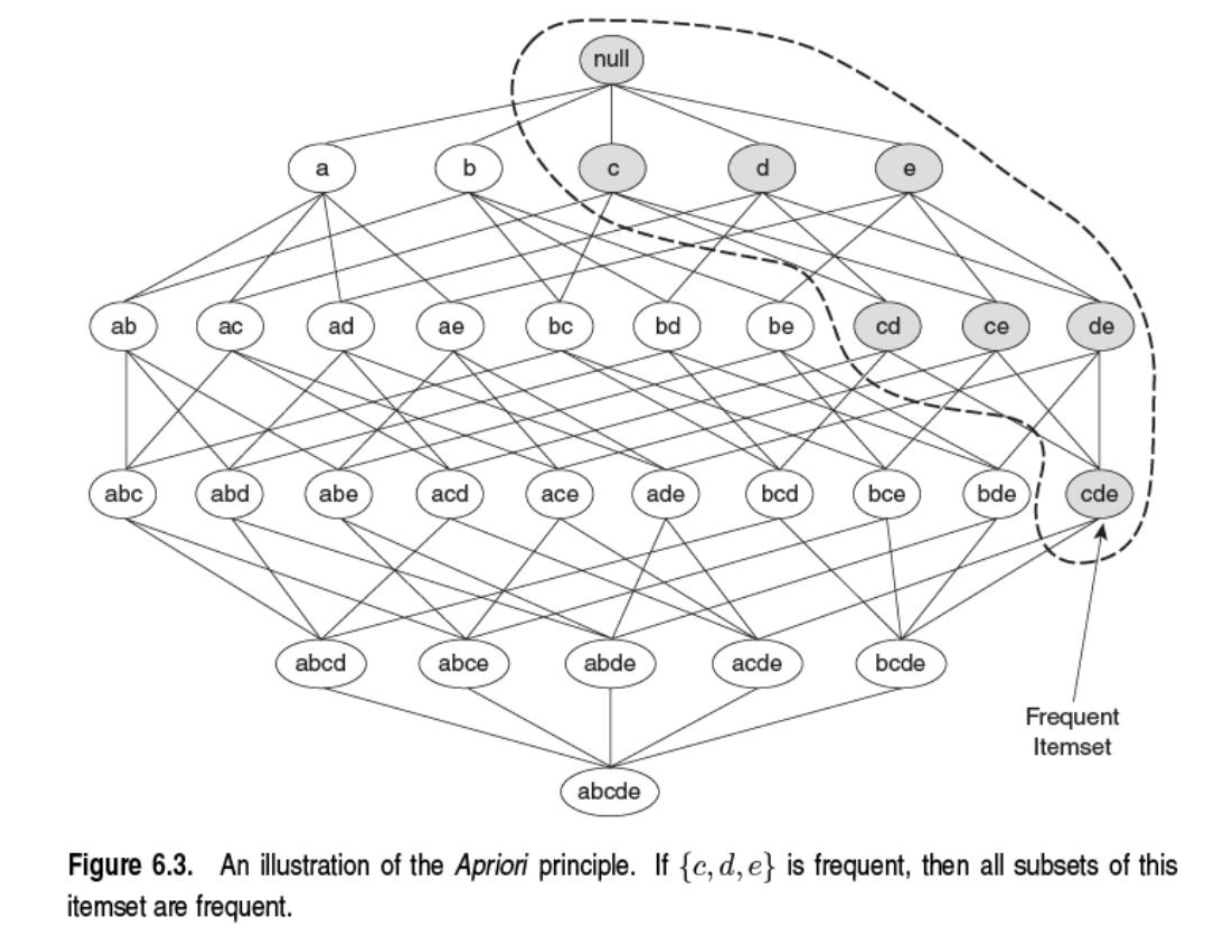 null
a b c d e
ab ac ad ae bc bd be cd ce de
abc abd abe acd ace ade bcd bce bde cde
abcd abce abde acde bcde
Frequent
Itemset
abcde
Figure 6.3. An illustration of the Apriori principle. If {c, d, e} is frequent, then all subsets of this
itemset are frequent.